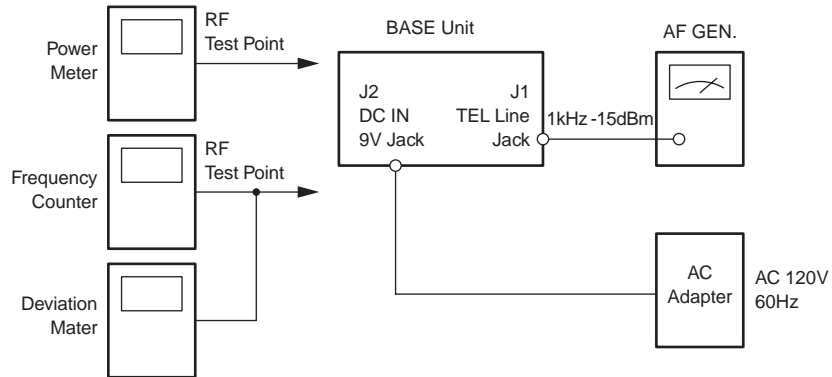 Power
Meter
RF
Test Point
Frequency
Counter
RF
Test Point
Deviation
Mater
BASE Unit
J2
DC IN
9V Jack
J1
TEL Line
Jack
1kHz -15dBm
AF GEN.
AC
Adapter
AC 120V
60Hz